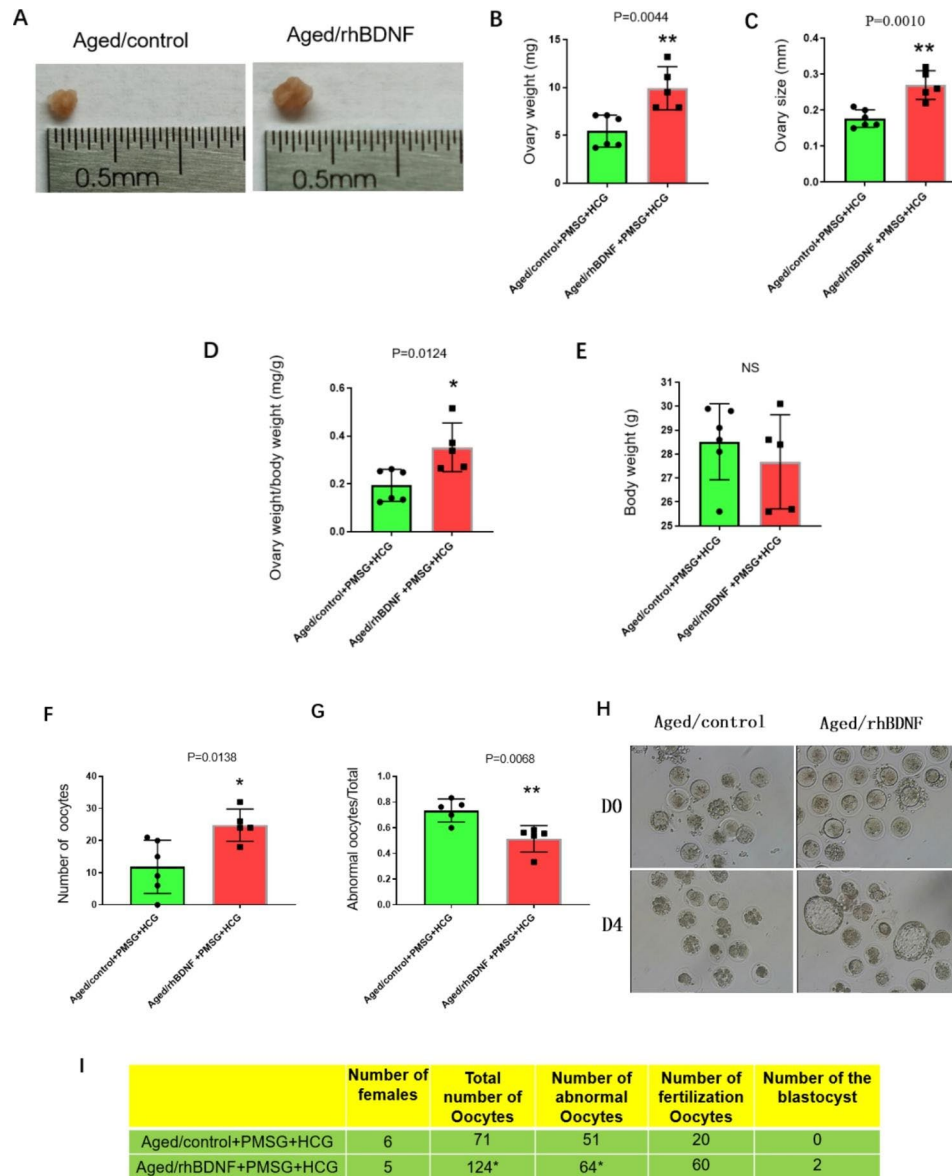 A
Aged/control
Aged/rhBDNF
0.5mm
0.5mm
B
P=0.0044
**
Ovary weight (mg)
15
10
5
0
Aged/control+PMSG+HCG
Aged/rhBDNF +PMSG+HCG
C
P=0.0010
**
Ovary size (mm)
0.4
0.3
0.2
0.1
0.0
Aged/control+PMSG+HCG
Aged/rhBDNF +PMSG+HCG
D
P=0.0124
*
Ovary weight/body weight (mg/g)
0.6
0.4
0.2
0.0
Aged/control+PMSG+HCG
Aged/rhBDNF +PMSG+HCG
E
NS
Body weight (g)
31
30
29
28
27
26
25
Aged/control+PMSG+HCG
Aged/rhBDNF +PMSG+HCG
F
P=0.0138
*
Number of oocytes
40
30
20
10
0
Aged/control+PMSG+HCG
Aged/rhBDNF +PMSG+HCG
G
P=0.0068
**
Abnormal oocytes/Total
1.0
0.8
0.6
0.4
0.2
0.0
Aged/control+PMSG+HCG
Aged/rhBDNF +PMSG+HCG
H
Aged/control
Aged/rhBDNF
D0
D4
I
Number of females
Total number of Oocytes
Number of abnormal Oocytes
Number of fertilization Oocytes
Number of the blastocyst
Aged/control+PMSG+HCG 6 71 51 20 0
Aged/rhBDNF+PMSG+HCG 5 124* 64* 60 2